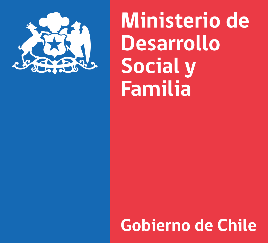 Ministerio de
Desarrollo
Social y
Familia
Gobierno de Chile